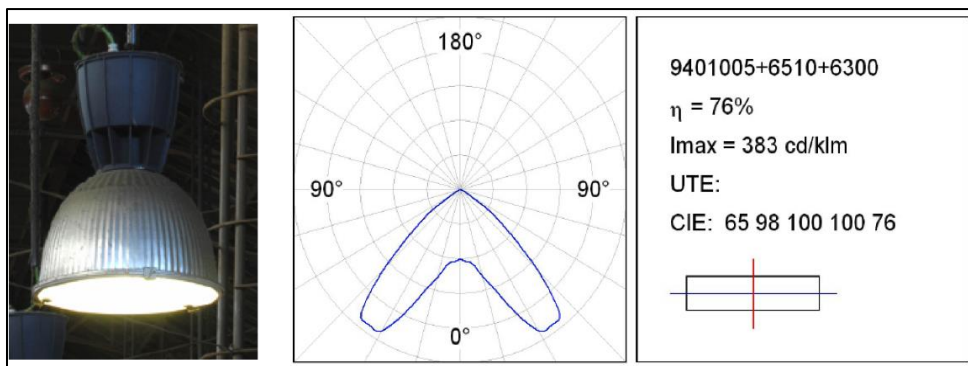 180°
90°
90°
0°
9401005+6510+6300
η = 76%
Imax = 383 cd/klm
UTE:
CIE: 65 98 100 100 76